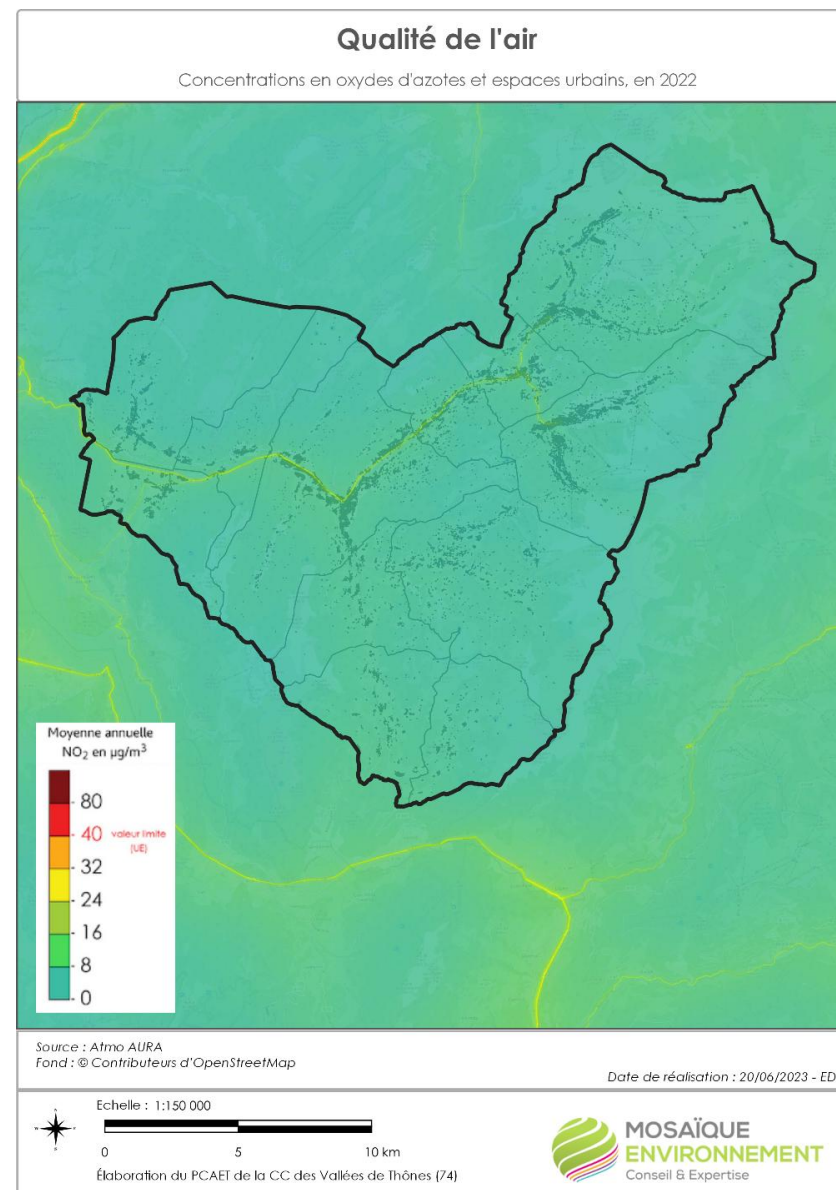 Qualité de l'air
Concentrations en oxydes d'azotes et espaces urbains, en 2022
Moyenne annuelle
NO₂ en µg/m³
80
40 valeur limite
(UE)
32
24
16
8
0
Source : Atmo AURA
Fond : © Contributeurs d'OpenStreetMap
Date de réalisation : 20/06/2023 - ED
Echelle : 1:150 000
0 5 10 km
Élaboration du PCAET de la CC des Vallées de Thônes (74)
MOSAÏQUE
ENVIRONNEMENT
Conseil & Expertise